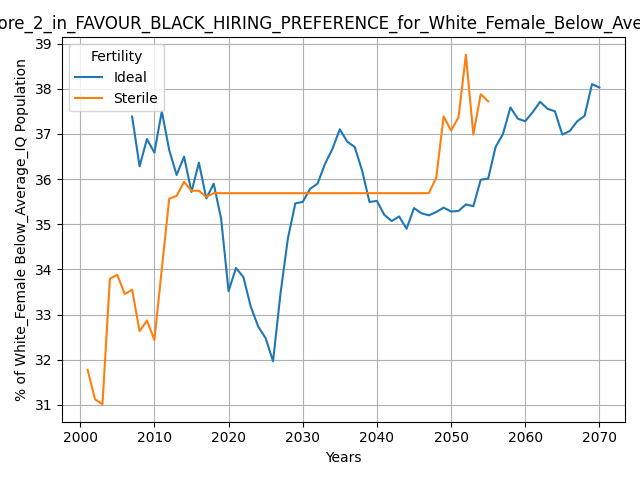 ore_2_in_FAVOUR_BLACK_HIRING_PREFERENCE_for_White_Female_Below_Ave
Fertility
Ideal
Sterile
% of White_Female Below_Average_IQ Population
39
38
37
36
35
34
33
32
31
2000 2010 2020 2030 2040 2050 2060 2070
Years